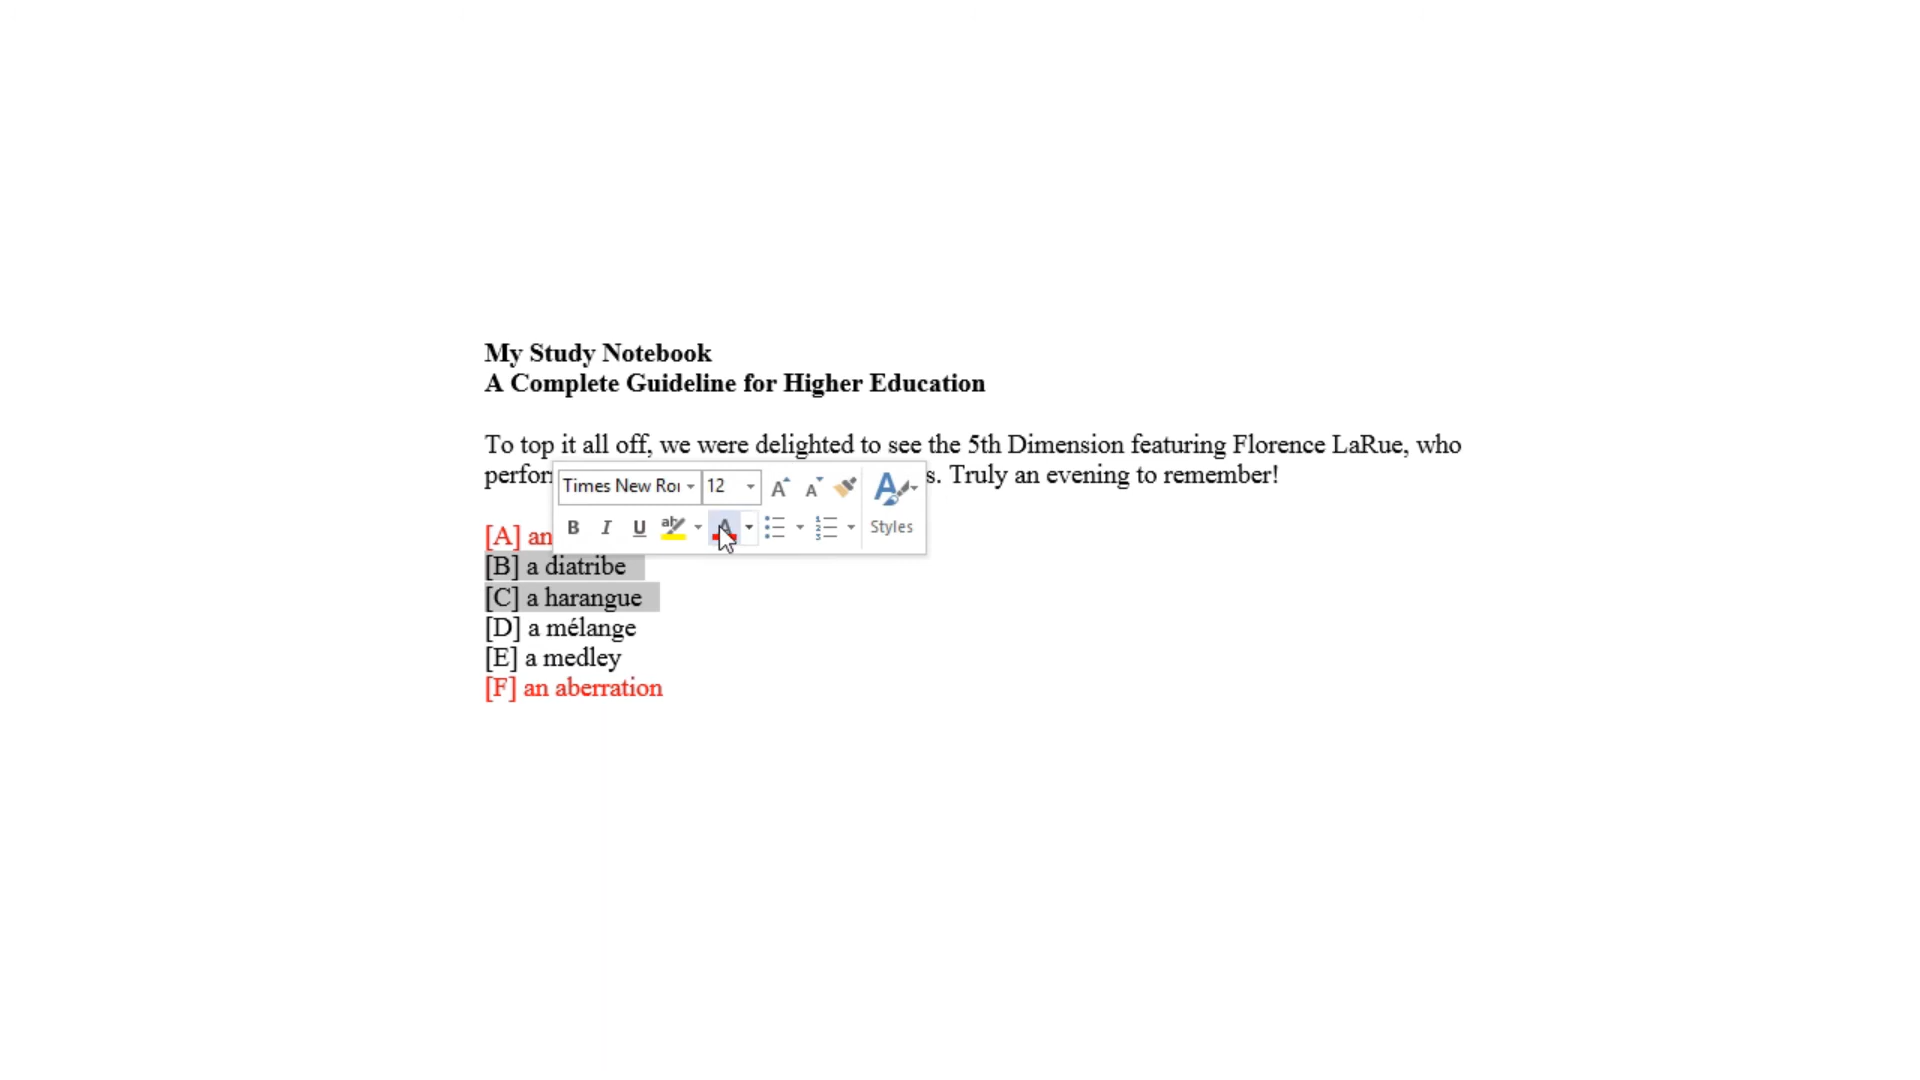 My Study Notebook
A Complete Guideline for Higher Education
To top it all off, we were delighted to see the 5th Dimension featuring Florence LaRue, who
s. Truly an evening to remember!
Times New Ro 12
B I U ab A Styles
[A] an
[B] a diatribe
[C] a harangue
[D] a mélange
[E] a medley
[F] an aberration